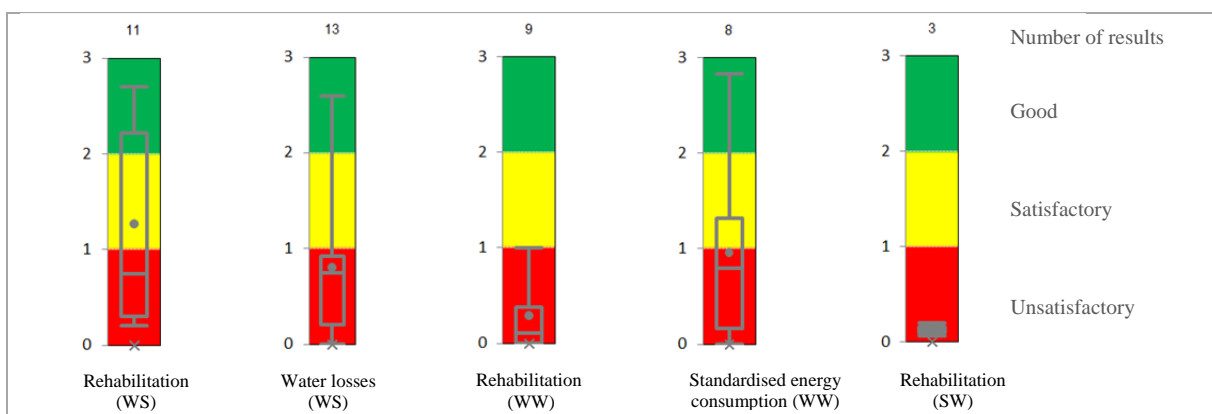 11 13 9 8 3 Number of results
3 3 3 3 3
Good
2 2 2 2 2
Satisfactory
1 1 1 1 1
Unsatisfactory
0 0 0 0 0
Rehabilitation Water losses Rehabilitation Standardised energy Rehabilitation
(WS) (WS) (WW) consumption (WW) (SW)